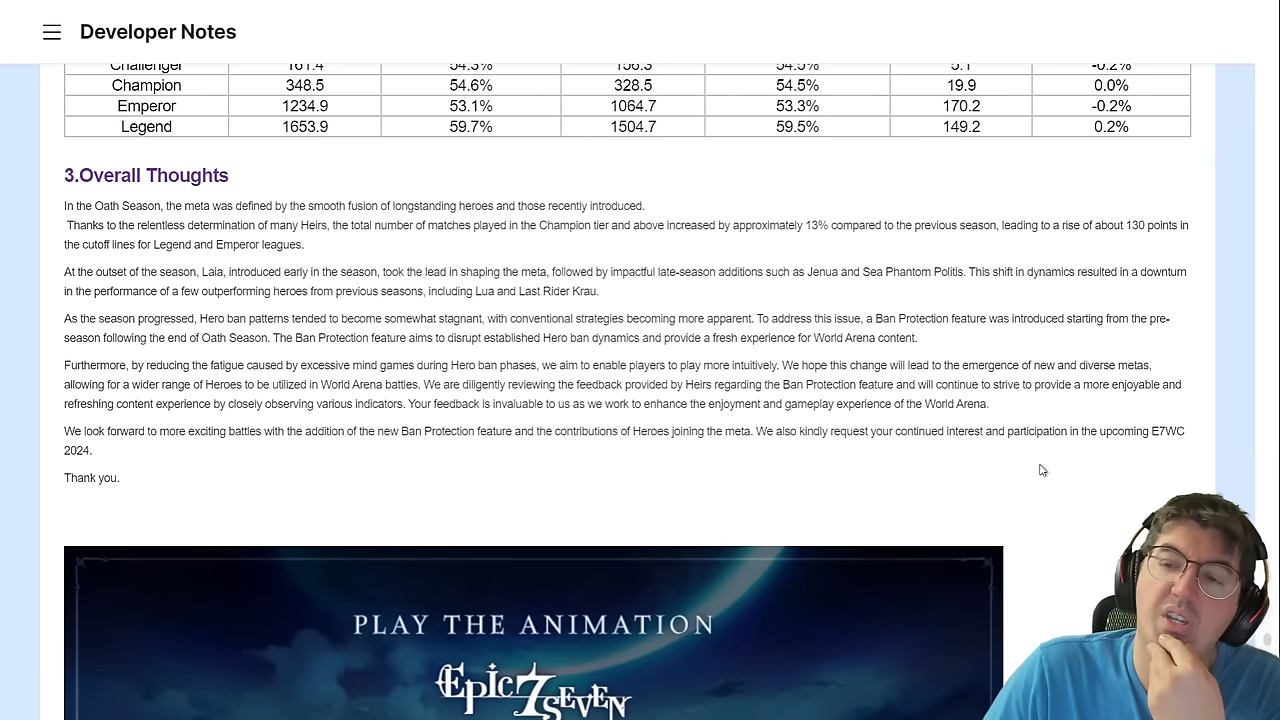 Developer Notes
Challenger 161.4 54.3% 156.3 54.5% 5.1 -0.2%
Champion 348.5 54.6% 328.5 54.5% 19.9 0.0%
Emperor 1234.9 53.1% 1064.7 53.3% 170.2 -0.2%
Legend 1653.9 59.7% 1504.7 59.5% 149.2 0.2%
3.Overall Thoughts
In the Oath Season, the meta was defined by the smooth fusion of longstanding heroes and those recently introduced.
Thanks to the relentless determination of many Heirs, the total number of matches played in the Champion tier and above increased by approximately 13% compared to the previous season, leading to a rise of about 130 points in
the cutoff lines for Legend and Emperor leagues.
At the outset of the season, Laia, introduced early in the season, took the lead in shaping the meta, followed by impactful late-season additions such as Jenua and Sea Phantom Politis. This shift in dynamics resulted in a downturn
in the performance of a few outperforming heroes from previous seasons, including Lua and Last Rider Krau.
As the season progressed, Hero ban patterns tended to become somewhat stagnant, with conventional strategies becoming more apparent. To address this issue, a Ban Protection feature was introduced starting from the pre-
season following the end of Oath Season. The Ban Protection feature aims to disrupt established Hero ban dynamics and provide a fresh experience for World Arena content.
Furthermore, by reducing the fatigue caused by excessive mind games during Hero ban phases, we aim to enable players to play more intuitively. We hope this change will lead to the emergence of new and diverse metas,
allowing for a wider range of Heroes to be utilized in World Arena battles. We are diligently reviewing the feedback provided by Heirs regarding the Ban Protection feature and will continue to strive to provide a more enjoyable and
refreshing content experience by closely observing various indicators. Your feedback is invaluable to us as we work to enhance the enjoyment and gameplay experience of the World Arena.
We look forward to more exciting battles with the addition of the new Ban Protection feature and the contributions of Heroes joining the meta. We also kindly request your continued interest and participation in the upcoming E7WC
2024.
Thank you.
PLAY THE ANIMATION
Epic 7 SEVEN